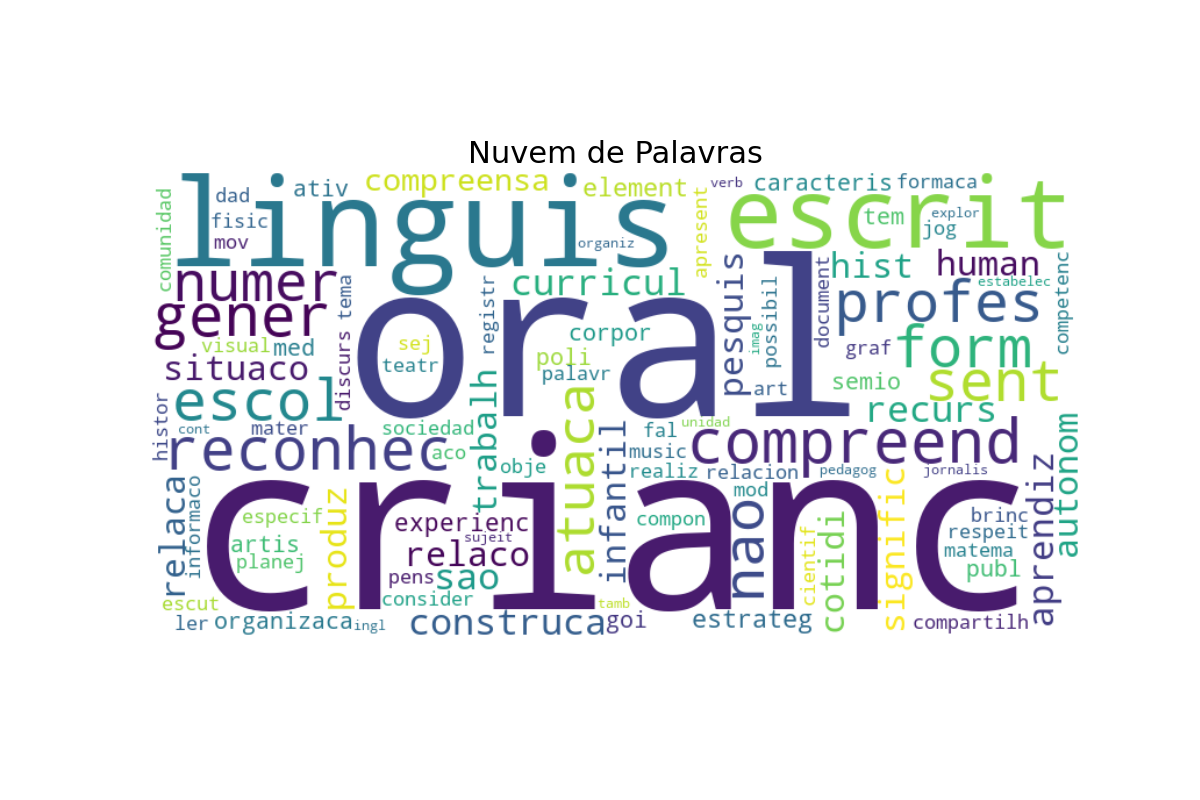 Nuvem de Palavras
comunidad
dad
ativ
compreensa
element
verb
caracteris
formaca
linguis
escrit
fisic
mov
organiz
apresent
tem
explor
jog
numer
tema
registr
curricul
pesquis
possibil
document
hist
human
estabelec
competenc
gener
oral
profes
visual
med
discurs
sej
teatr
corpor
poli
palavr
imag
graf
form
situaco
art
semio
sent
escol
recurs
histor
cont
mater
sociedad
trabalh
atuaca
unidad
fal
compreend
autonom
reconhec
aco
obje
infantil
music
realiz
relacion
pedagog
jornalis
relaca
informaco
crianc
mod
nao
signific
aprendiz
especif
produz
experienc
sujeit
compon
cientif
cotidi
brinc
respeit
artis
planej
relaco
matema
pens
sao
publ
escut
consider
tamb
ler
organizaca
ingl
construca
goi
estrateg
compartilh